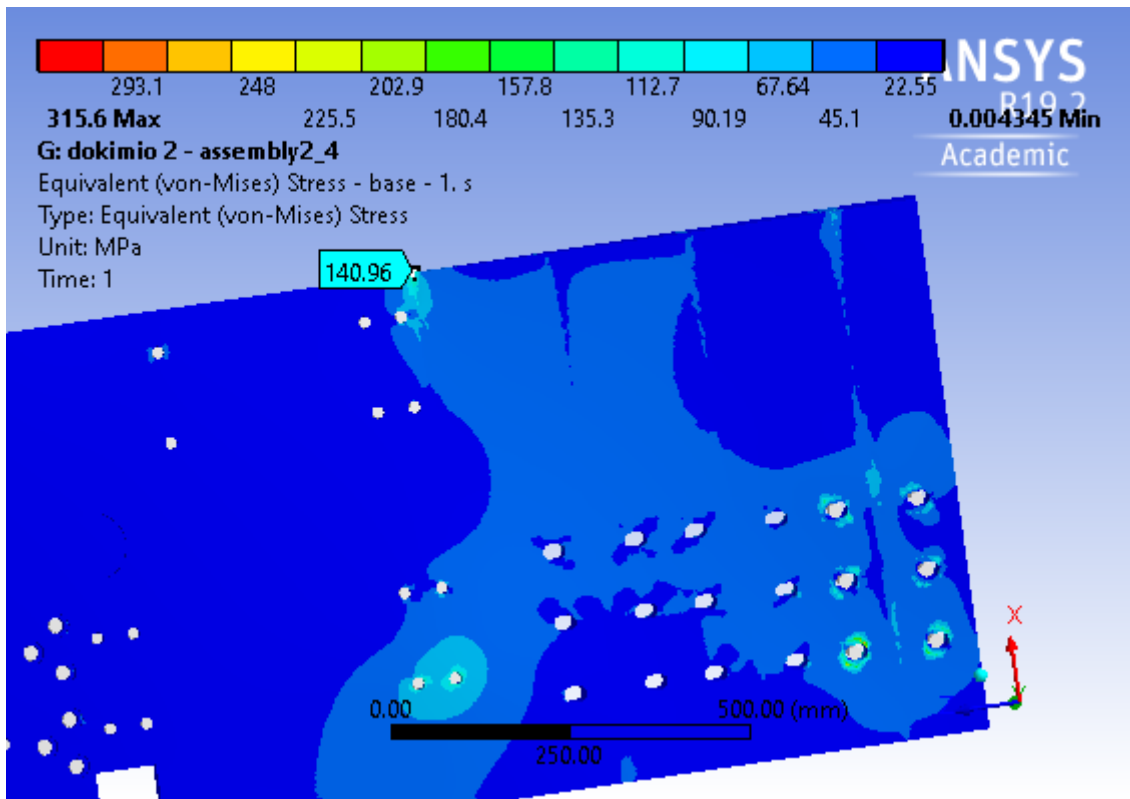 293.1 248 202.9 157.8 112.7 67.64 22.55
ANSYS
R19.2
315.6 Max 225.5 180.4 135.3 90.19 45.1 0.004345 Min
Academic
G: dokimio 2 - assembly2_4
Equivalent (von-Mises) Stress - base - 1. s
Type: Equivalent (von-Mises) Stress
Unit: MPa
Time: 1
140.96
X
0.00 500.00 (mm)
250.00